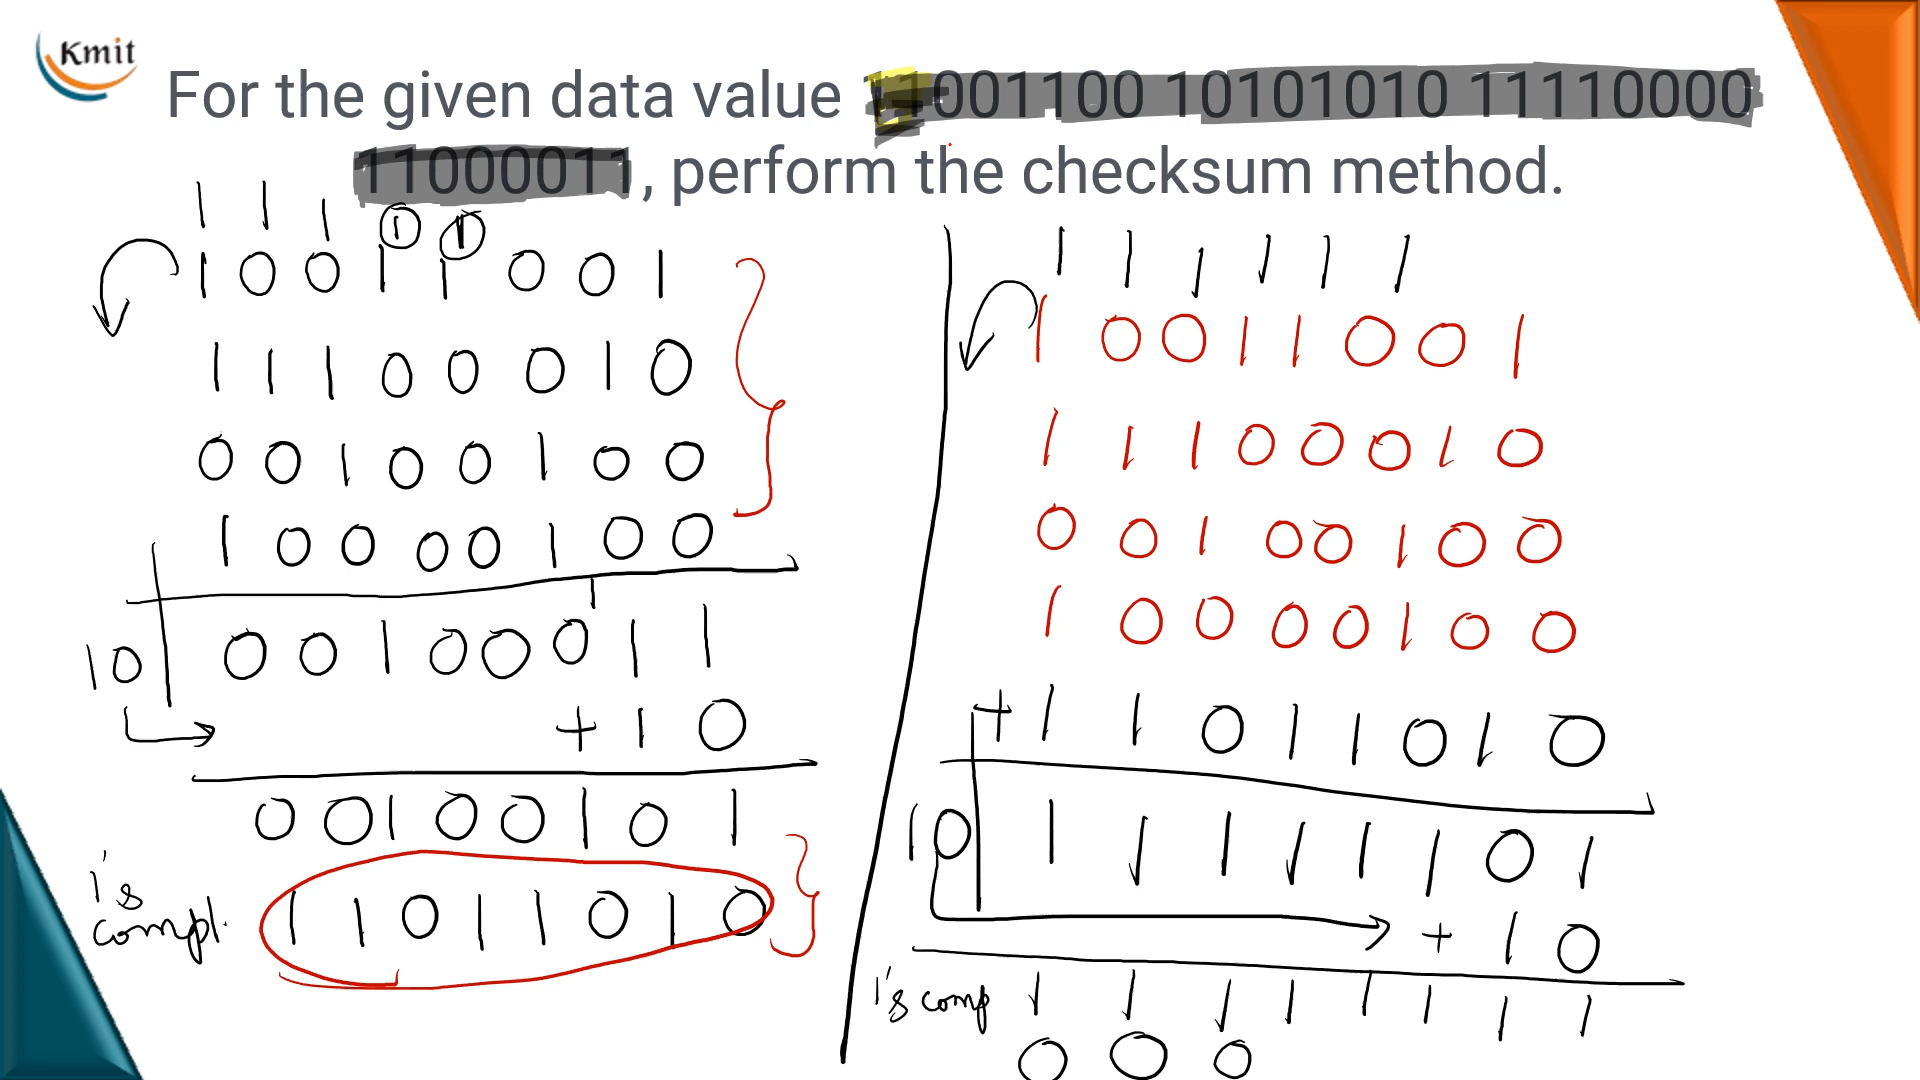 Kmit
For the given data value 11001100 10101010 11110000
11000011, perform the checksum method.
1 1 1 1 1
1 0 0 1 1 0 0 1
1 1 1 0 0 0 1 0
0 0 1 0 0 1 0 0
1 0 0 0 0 1 0 0
1
10 0 0 1 0 0 0 1 1
+ 1 0
0 0 1 0 0 1 0 1
1's
compl.
1 1 0 1 1 0 1 0
1 1 1 1 1 1
1 0 0 1 1 0 0 1
1 1 1 0 0 0 1 0
0 0 1 0 0 1 0 0
1 0 0 0 0 1 0 0
+ 1 1 0 1 1 0 1 0
10 1 1 1 1 1 1 0 1
+ 1 0
1's comp 1 1 1 1 1 1 1 1
0 0 0